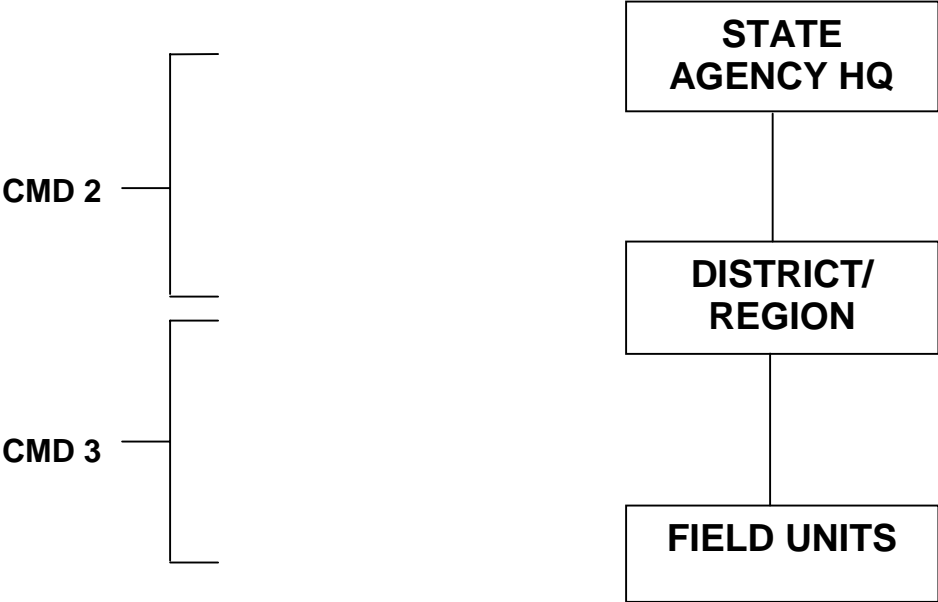 STATE
AGENCY HQ
CMD 2
DISTRICT/
REGION
CMD 3
FIELD UNITS